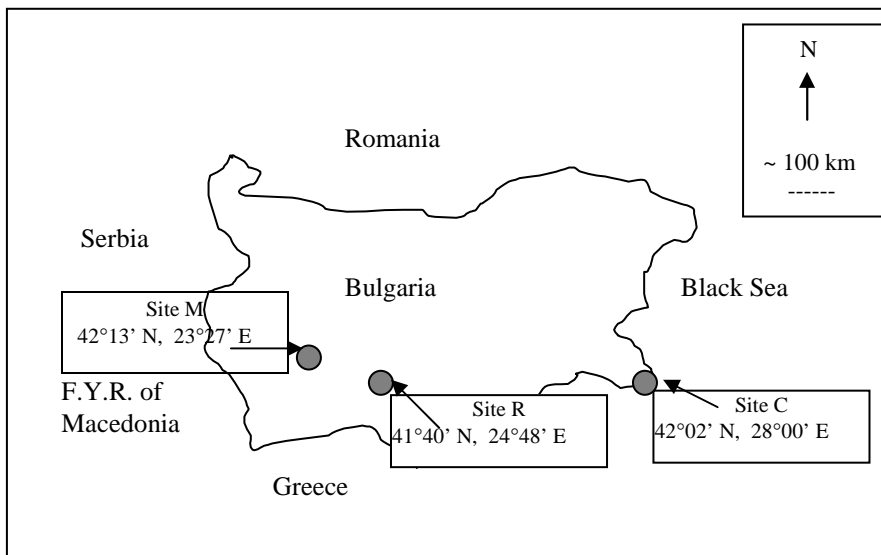 N
~ 100 km
------
Romania
Serbia
Bulgaria
Black Sea
Site M
42°13’ N,  23°27’ E
F.Y.R. of
Macedonia
Site R
41°40’ N,  24°48’ E
Site C
42°02’ N,  28°00’ E
Greece